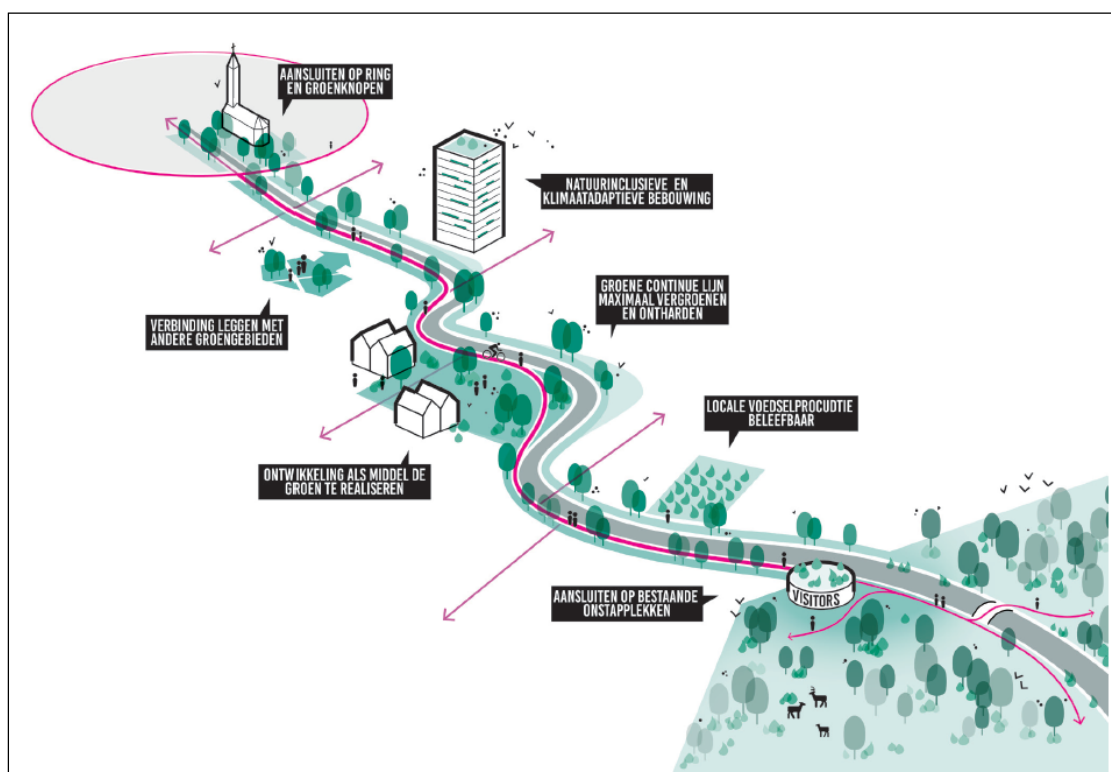 AANSLUITEN OP RING
EN GROENKNOPEN
NATUURINCLUSIEVE EN
KLIMAATADAPTIEVE BEBOUWING
GROENE CONTINUE LIJN
MAXIMAAL VERGROENEN
EN ONTHARDEN
VERBINDING LEGGEN MET
ANDERE GROENGEBIEDEN
LOCALE VOEDSELPROCUDTIE
BELEEFBAAR
ONTWIKKELING ALS MIDDEL DE
GROEN TE REALISEREN
AANSLUITEN OP BESTAANDE
ONSTAPPLEKKEN
VISITORS